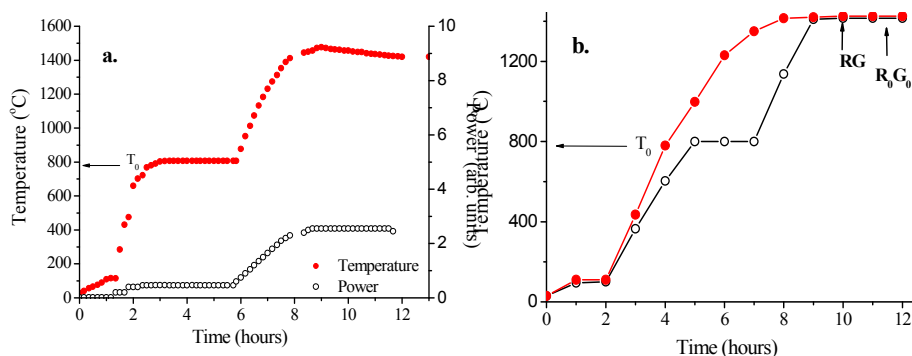 a.
Temperature (°C)
1600
1400
1200
1000
800
600
400
200
0
T0
Temperature
Power
0 2 4 6 8 10 12
Time (hours)
10
8
6
4
2
0
Power (arb. units)
b.
Temperature (°C)
1200
800
400
0
T0
RG
R0G0
0 2 4 6 8 10 12
Time (hours)